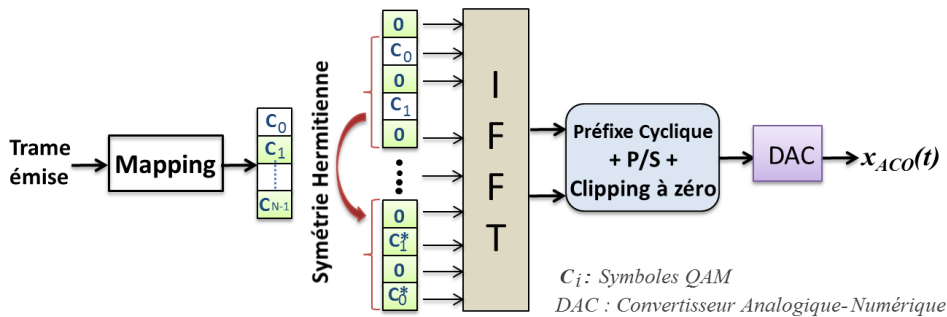 Trame
émise
Mapping
C0
C1
CN-1
Symétrie Hermitienne
0
C0
0
C1
0
0
C1*
0
C0*
I
F
F
T
Préfixe Cyclique
+ P/S +
Clipping à zéro
DAC
xACO(t)
Ci: Symboles QAM
DAC : Convertisseur Analogique-Numérique